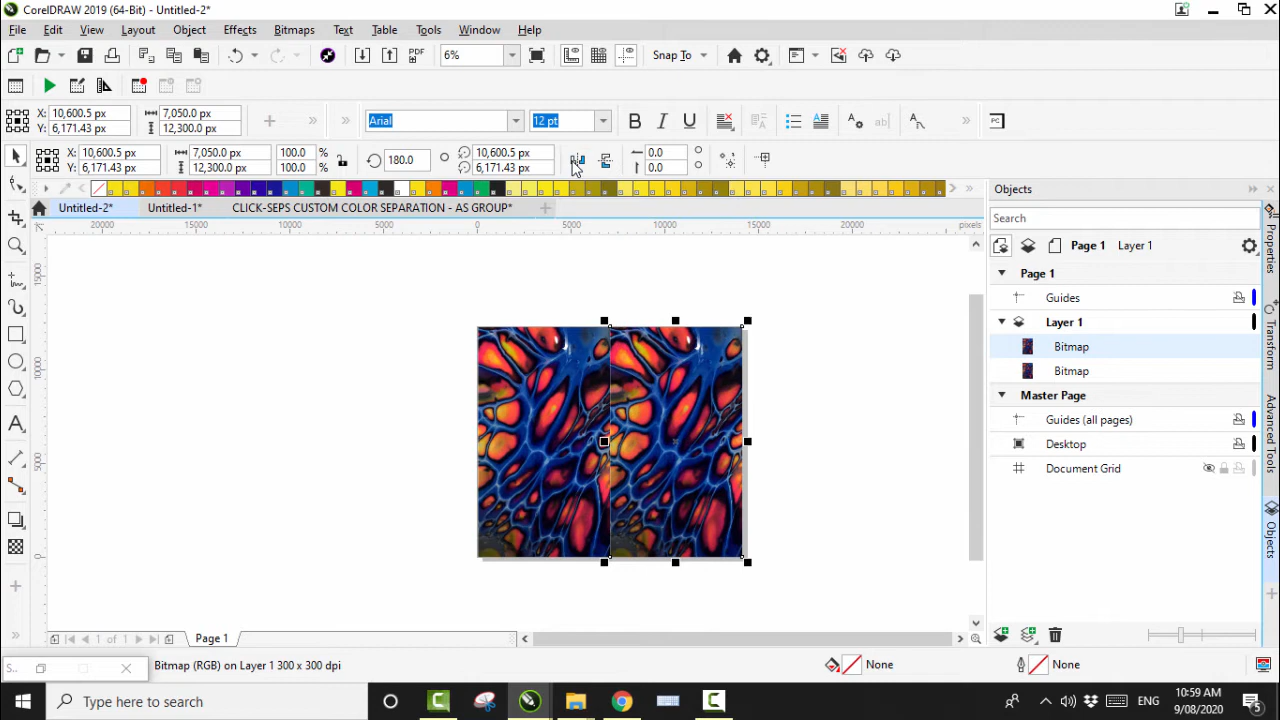 CorelDRAW 2019 (64-Bit) - Untitled-2*
File Edit View Layout Object Effects Bitmaps Text Table Tools Window Help
6% Snap To
X: 10,600.5 px 7,050.0 px Arial 12 pt
Y: 6,171.43 px 12,300.0 px
X: 10,600.5 px 7,050.0 px 100.0 % 180.0 10,600.5 px 0.0
Y: 6,171.43 px 12,300.0 px 100.0 % 6,171.43 px 0.0
Untitled-2* Untitled-1* CLICK-SEPS CUSTOM COLOR SEPARATION - AS GROUP*
20000 15000 10000 5000 0 5000 10000 15000 20000 pixels
15000
10000
5000
0
Objects
Search
Page 1 Layer 1
Page 1
Guides
Layer 1
Bitmap
Bitmap
Master Page
Guides (all pages)
Desktop
Document Grid
Properties
Transform
Advanced Tools
Objects
1 of 1 Page 1
S..
Bitmap (RGB) on Layer 1 300 x 300 dpi None None
Type here to search
ENG 10:59 AM
9/08/2020
5